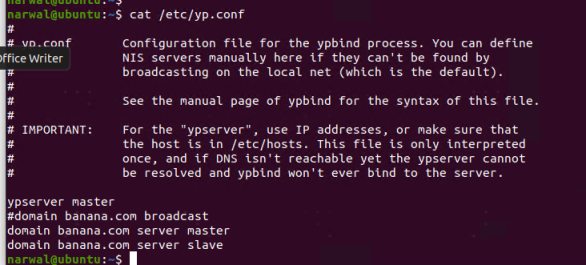 narwal@ubuntu:~$
narwal@ubuntu:~$ cat /etc/yp.conf
#
# yp.conf Configuration file for the ypbind process. You can define
# NIS servers manually here if they can't be found by
# broadcasting on the local net (which is the default).
#
# See the manual page of ypbind for the syntax of this file.
#
# IMPORTANT: For the "ypserver", use IP addresses, or make sure that
# the host is in /etc/hosts. This file is only interpreted
# once, and if DNS isn't reachable yet the ypserver cannot
# be resolved and ypbind won't ever bind to the server.
ypserver master
#domain banana.com broadcast
domain banana.com server master
domain banana.com server slave
narwal@ubuntu:~$
ffice Writer